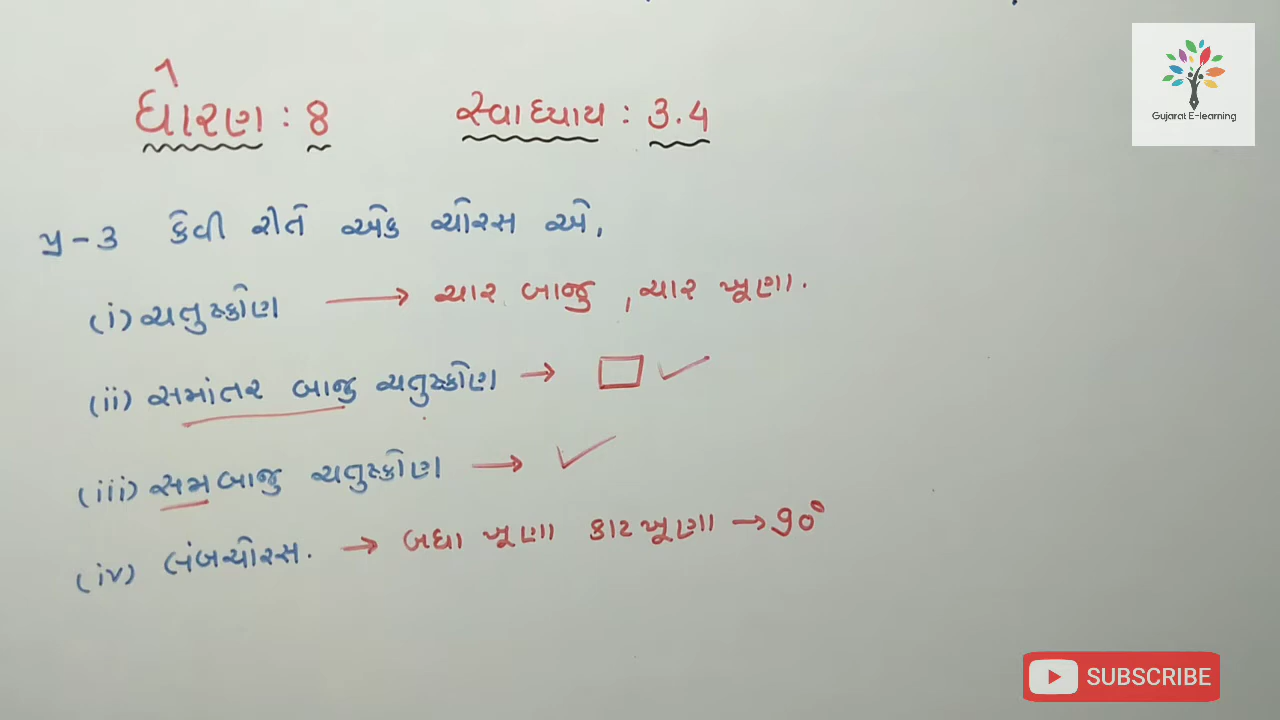 Gujarat E-learning
ધોરણ : 8 સ્વાધ્યાય : 3.4
પ્ર - 3 કેવી રીતે એક ચોરસ એ,
(i) ચતુષ્કોણ → ચાર બાજુ , ચાર ખૂણા.
(ii) સમાંતર બાજુ ચતુષ્કોણ → ☐ ✓
(iii) સમબાજુ ચતુષ્કોણ → ✓
(iv) લંબચોરસ. → બધા ખૂણા કાટખૂણા → 90°
SUBSCRIBE